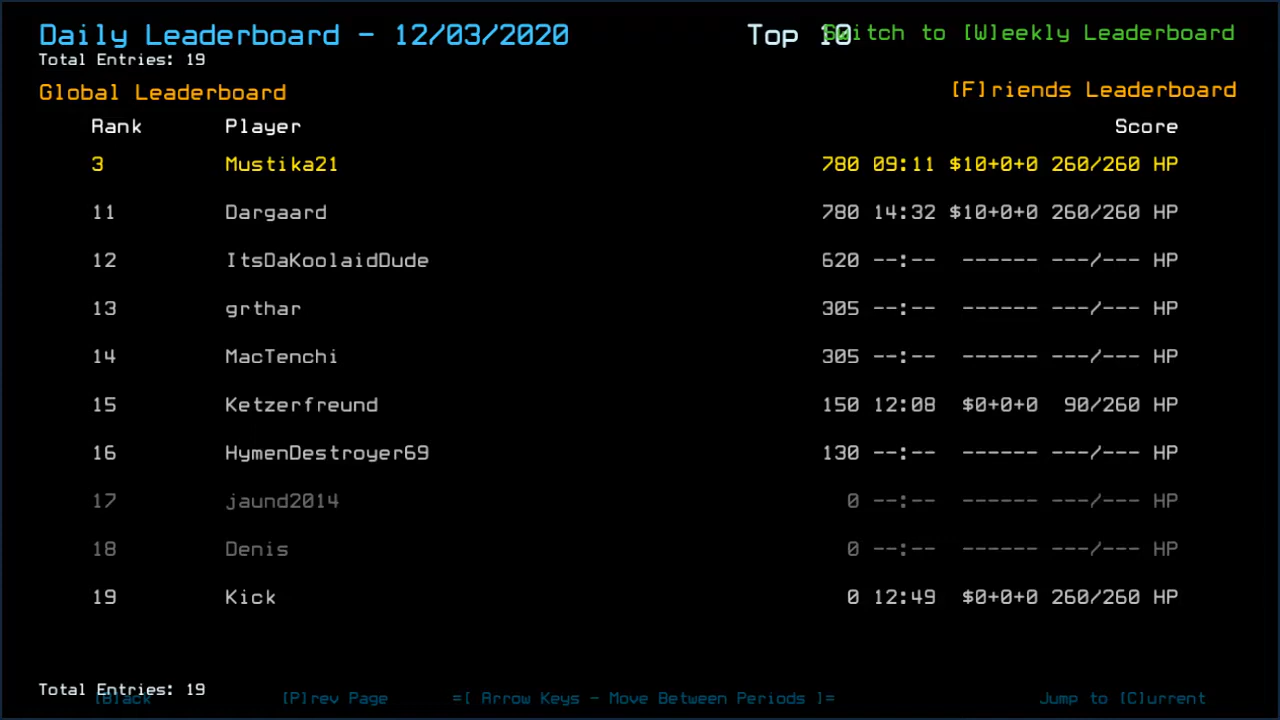 Daily Leaderboard - 12/03/2020 Top 10 Switch to [W]eekly Leaderboard
Total Entries: 19
Global Leaderboard [F]riends Leaderboard
Rank Player Score
3 Mustika21 780 09:11 $10+0+0 260/260 HP
11 Dargaard 780 14:32 $10+0+0 260/260 HP
12 ItsDaKoolaidDude 620 --:-- ------ ---/--- HP
13 grthar 305 --:-- ------ ---/--- HP
14 MacTenchi 305 --:-- ------ ---/--- HP
15 Ketzerfreund 150 12:08 $0+0+0 90/260 HP
16 HymenDestroyer69 130 --:-- ------ ---/--- HP
17 jaund2014 0 --:-- ------ ---/--- HP
18 Denis 0 --:-- ------ ---/--- HP
19 Kick 0 12:49 $0+0+0 260/260 HP
Total Entries: 19
[B]ack [P]rev Page =[ Arrow Keys - Move Between Periods ]= Jump to [C]urrent